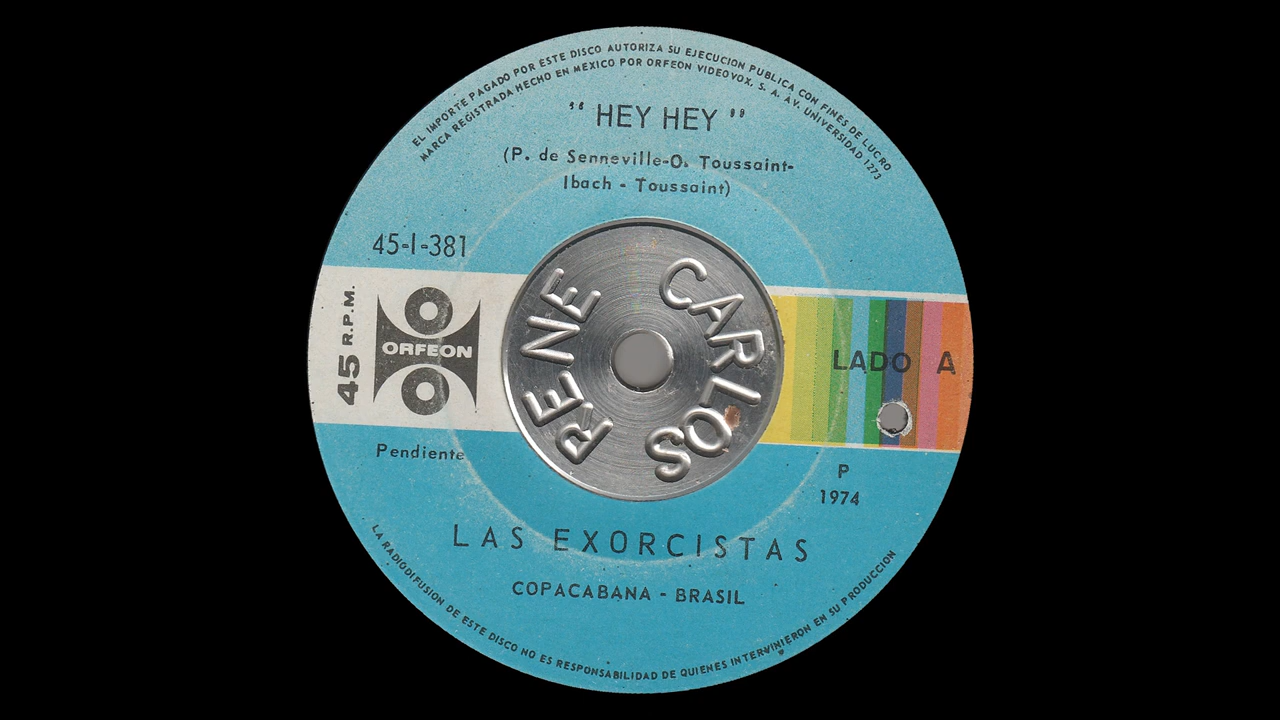 EL IMPORTE PAGADO POR ESTE DISCO AUTORIZA SU EJECUCION PUBLICA CON FINES DE LUCRO
MARCA REGISTRADA HECHO EN MEXICO POR ORFEON VIDEOVOX, S. A. AV. UNIVERSIDAD 1273
" HEY HEY "
(P. de Senneville-O. Toussaint-
Ibach - Toussaint)
45-I-381
45 R.P.M.
ORFEON
RENE CARLOS
LADO A
Pendiente
P
1974
LAS EXORCISTAS
COPACABANA - BRASIL
LA RADIODIFUSION DE ESTE DISCO NO ES RESPONSABILIDAD DE QUIENES INTERVINIERON EN SU PRODUCCION